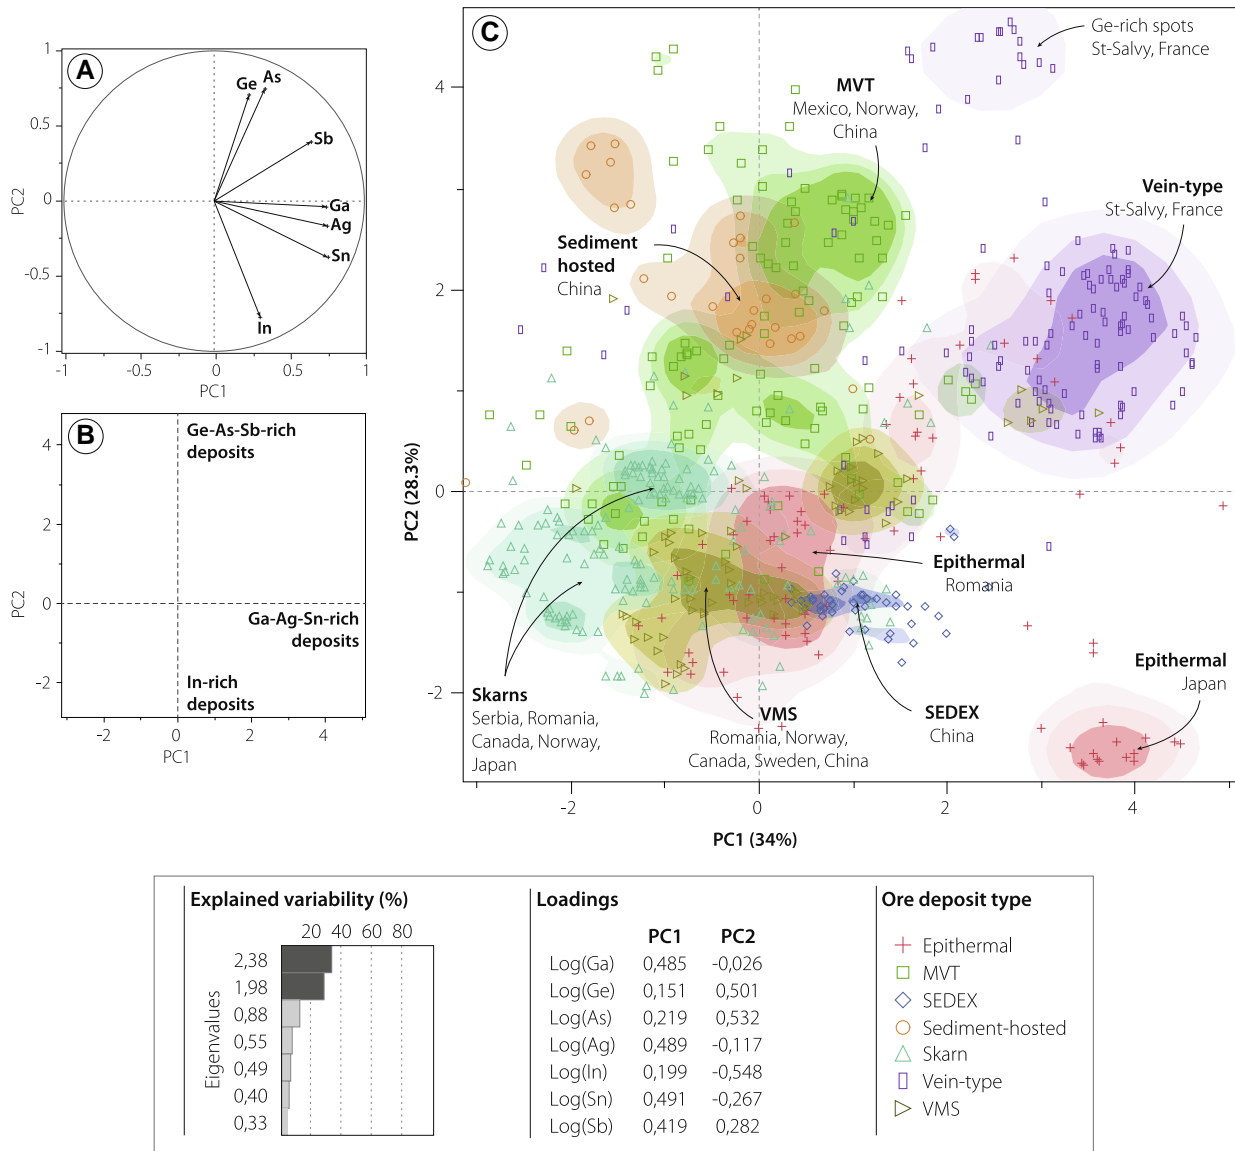 A
1
0.5
0
-0.5
-1
PC2
Ge
As
Sb
Ga
Ag
Sn
In
-1
-0.5
0
0.5
1
PC1
B
4
2
0
-2
PC2
Ge-As-Sb-rich
deposits
Ga-Ag-Sn-rich
deposits
In-rich
deposits
-2
0
2
4
PC1
C
4
2
0
-2
PC2 (28.3%)
Ge-rich spots
St-Salvy, France
MVT
Mexico, Norway,
China
Vein-type
St-Salvy, France
Sediment
hosted
China
Epithermal
Romania
Epithermal
Japan
Skarns
Serbia, Romania,
Canada, Norway,
Japan
VMS
Romania, Norway,
Canada, Sweden, China
SEDEX
China
-2
0
2
4
PC1 (34%)
Explained variability (%)
20 40 60 80
Eigenvalues
2,38
1,98
0,88
0,55
0,49
0,40
0,33
Loadings
PC1 PC2
Log(Ga) 0,485 -0,026
Log(Ge) 0,151 0,501
Log(As) 0,219 0,532
Log(Ag) 0,489 -0,117
Log(In) 0,199 -0,548
Log(Sn) 0,491 -0,267
Log(Sb) 0,419 0,282
Ore deposit type
Epithermal
MVT
SEDEX
Sediment-hosted
Skarn
Vein-type
VMS